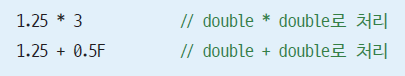 1.25 * 3 // double * double로 처리
1.25 + 0.5F // double + double로 처리